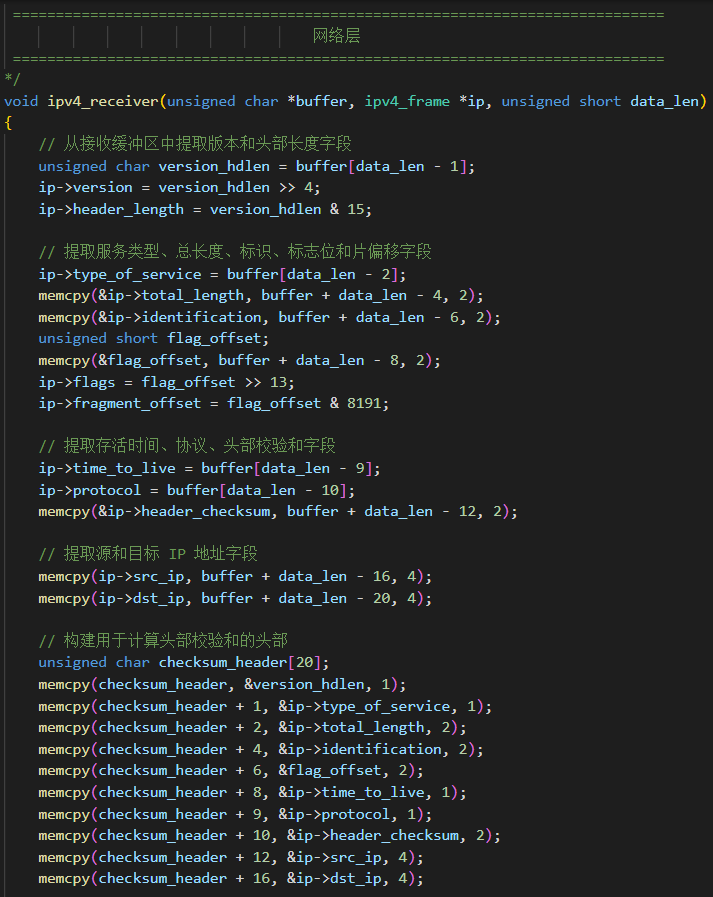 ============================================================================
网络层
============================================================================
*/
void ipv4_receiver(unsigned char *buffer, ipv4_frame *ip, unsigned short data_len)
{
    // 从接收缓冲区中提取版本和头部长度字段
    unsigned char version_hdlen = buffer[data_len - 1];
    ip->version = version_hdlen >> 4;
    ip->header_length = version_hdlen & 15;

    // 提取服务类型、总长度、标识、标志位和片偏移字段
    ip->type_of_service = buffer[data_len - 2];
    memcpy(&ip->total_length, buffer + data_len - 4, 2);
    memcpy(&ip->identification, buffer + data_len - 6, 2);
    unsigned short flag_offset;
    memcpy(&flag_offset, buffer + data_len - 8, 2);
    ip->flags = flag_offset >> 13;
    ip->fragment_offset = flag_offset & 8191;

    // 提取存活时间、协议、头部校验和字段
    ip->time_to_live = buffer[data_len - 9];
    ip->protocol = buffer[data_len - 10];
    memcpy(&ip->header_checksum, buffer + data_len - 12, 2);

    // 提取源和目标 IP 地址字段
    memcpy(ip->src_ip, buffer + data_len - 16, 4);
    memcpy(ip->dst_ip, buffer + data_len - 20, 4);

    // 构建用于计算头部校验和的头部
    unsigned char checksum_header[20];
    memcpy(checksum_header, &version_hdlen, 1);
    memcpy(checksum_header + 1, &ip->type_of_service, 1);
    memcpy(checksum_header + 2, &ip->total_length, 2);
    memcpy(checksum_header + 4, &ip->identification, 2);
    memcpy(checksum_header + 6, &flag_offset, 2);
    memcpy(checksum_header + 8, &ip->time_to_live, 1);
    memcpy(checksum_header + 9, &ip->protocol, 1);
    memcpy(checksum_header + 10, &ip->header_checksum, 2);
    memcpy(checksum_header + 12, &ip->src_ip, 4);
    memcpy(checksum_header + 16, &ip->dst_ip, 4);